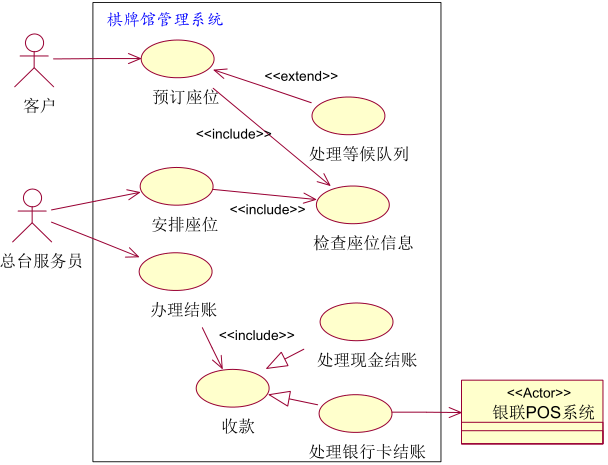 棋牌馆管理系统
客户
预订座位
<<extend>>
处理等候队列
<<include>>
安排座位
<<include>>
检查座位信息
总台服务员
办理结账
<<include>>
处理现金结账
收款
处理银行卡结账
<<Actor>>
银联POS系统